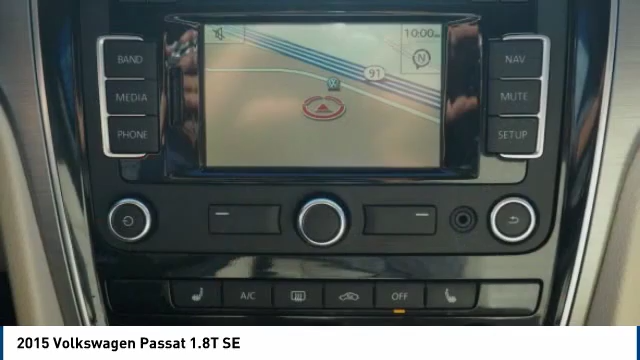 10:00
N
BAND
NAV
91
MEDIA
MUTE
PHONE
SETUP
A/C
OFF
2015 Volkswagen Passat 1.8T SE